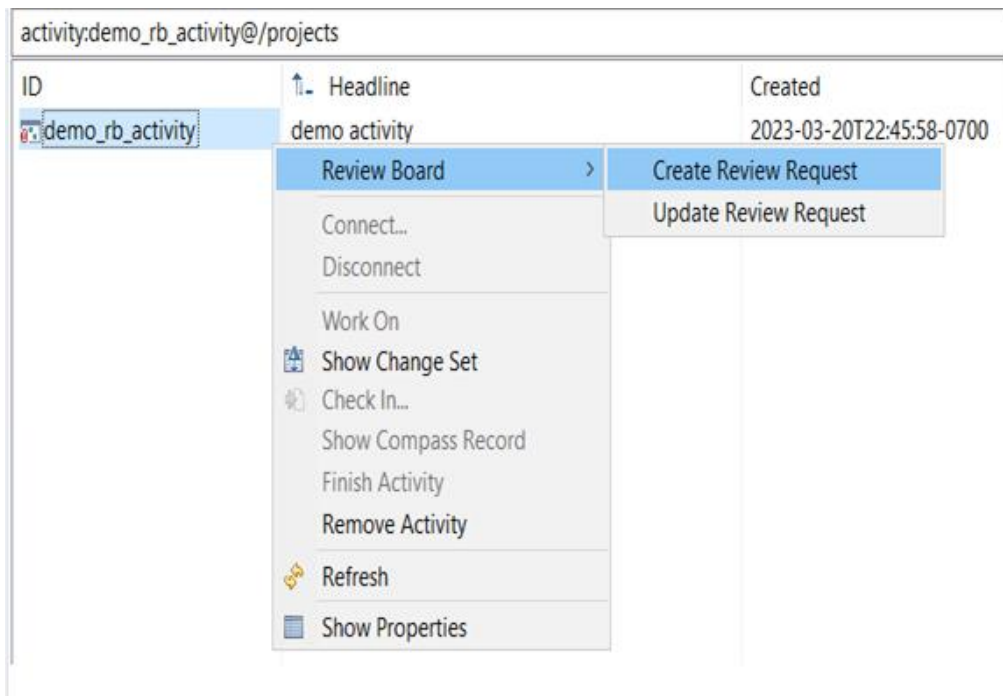 activity:demo_rb_activity@/projects
ID Headline Created
demo_rb_activity demo activity 2023-03-20T22:45:58-0700
Review Board Create Review Request
Update Review Request
Connect...
Disconnect
Work On
Show Change Set
Check In...
Show Compass Record
Finish Activity
Remove Activity
Refresh
Show Properties